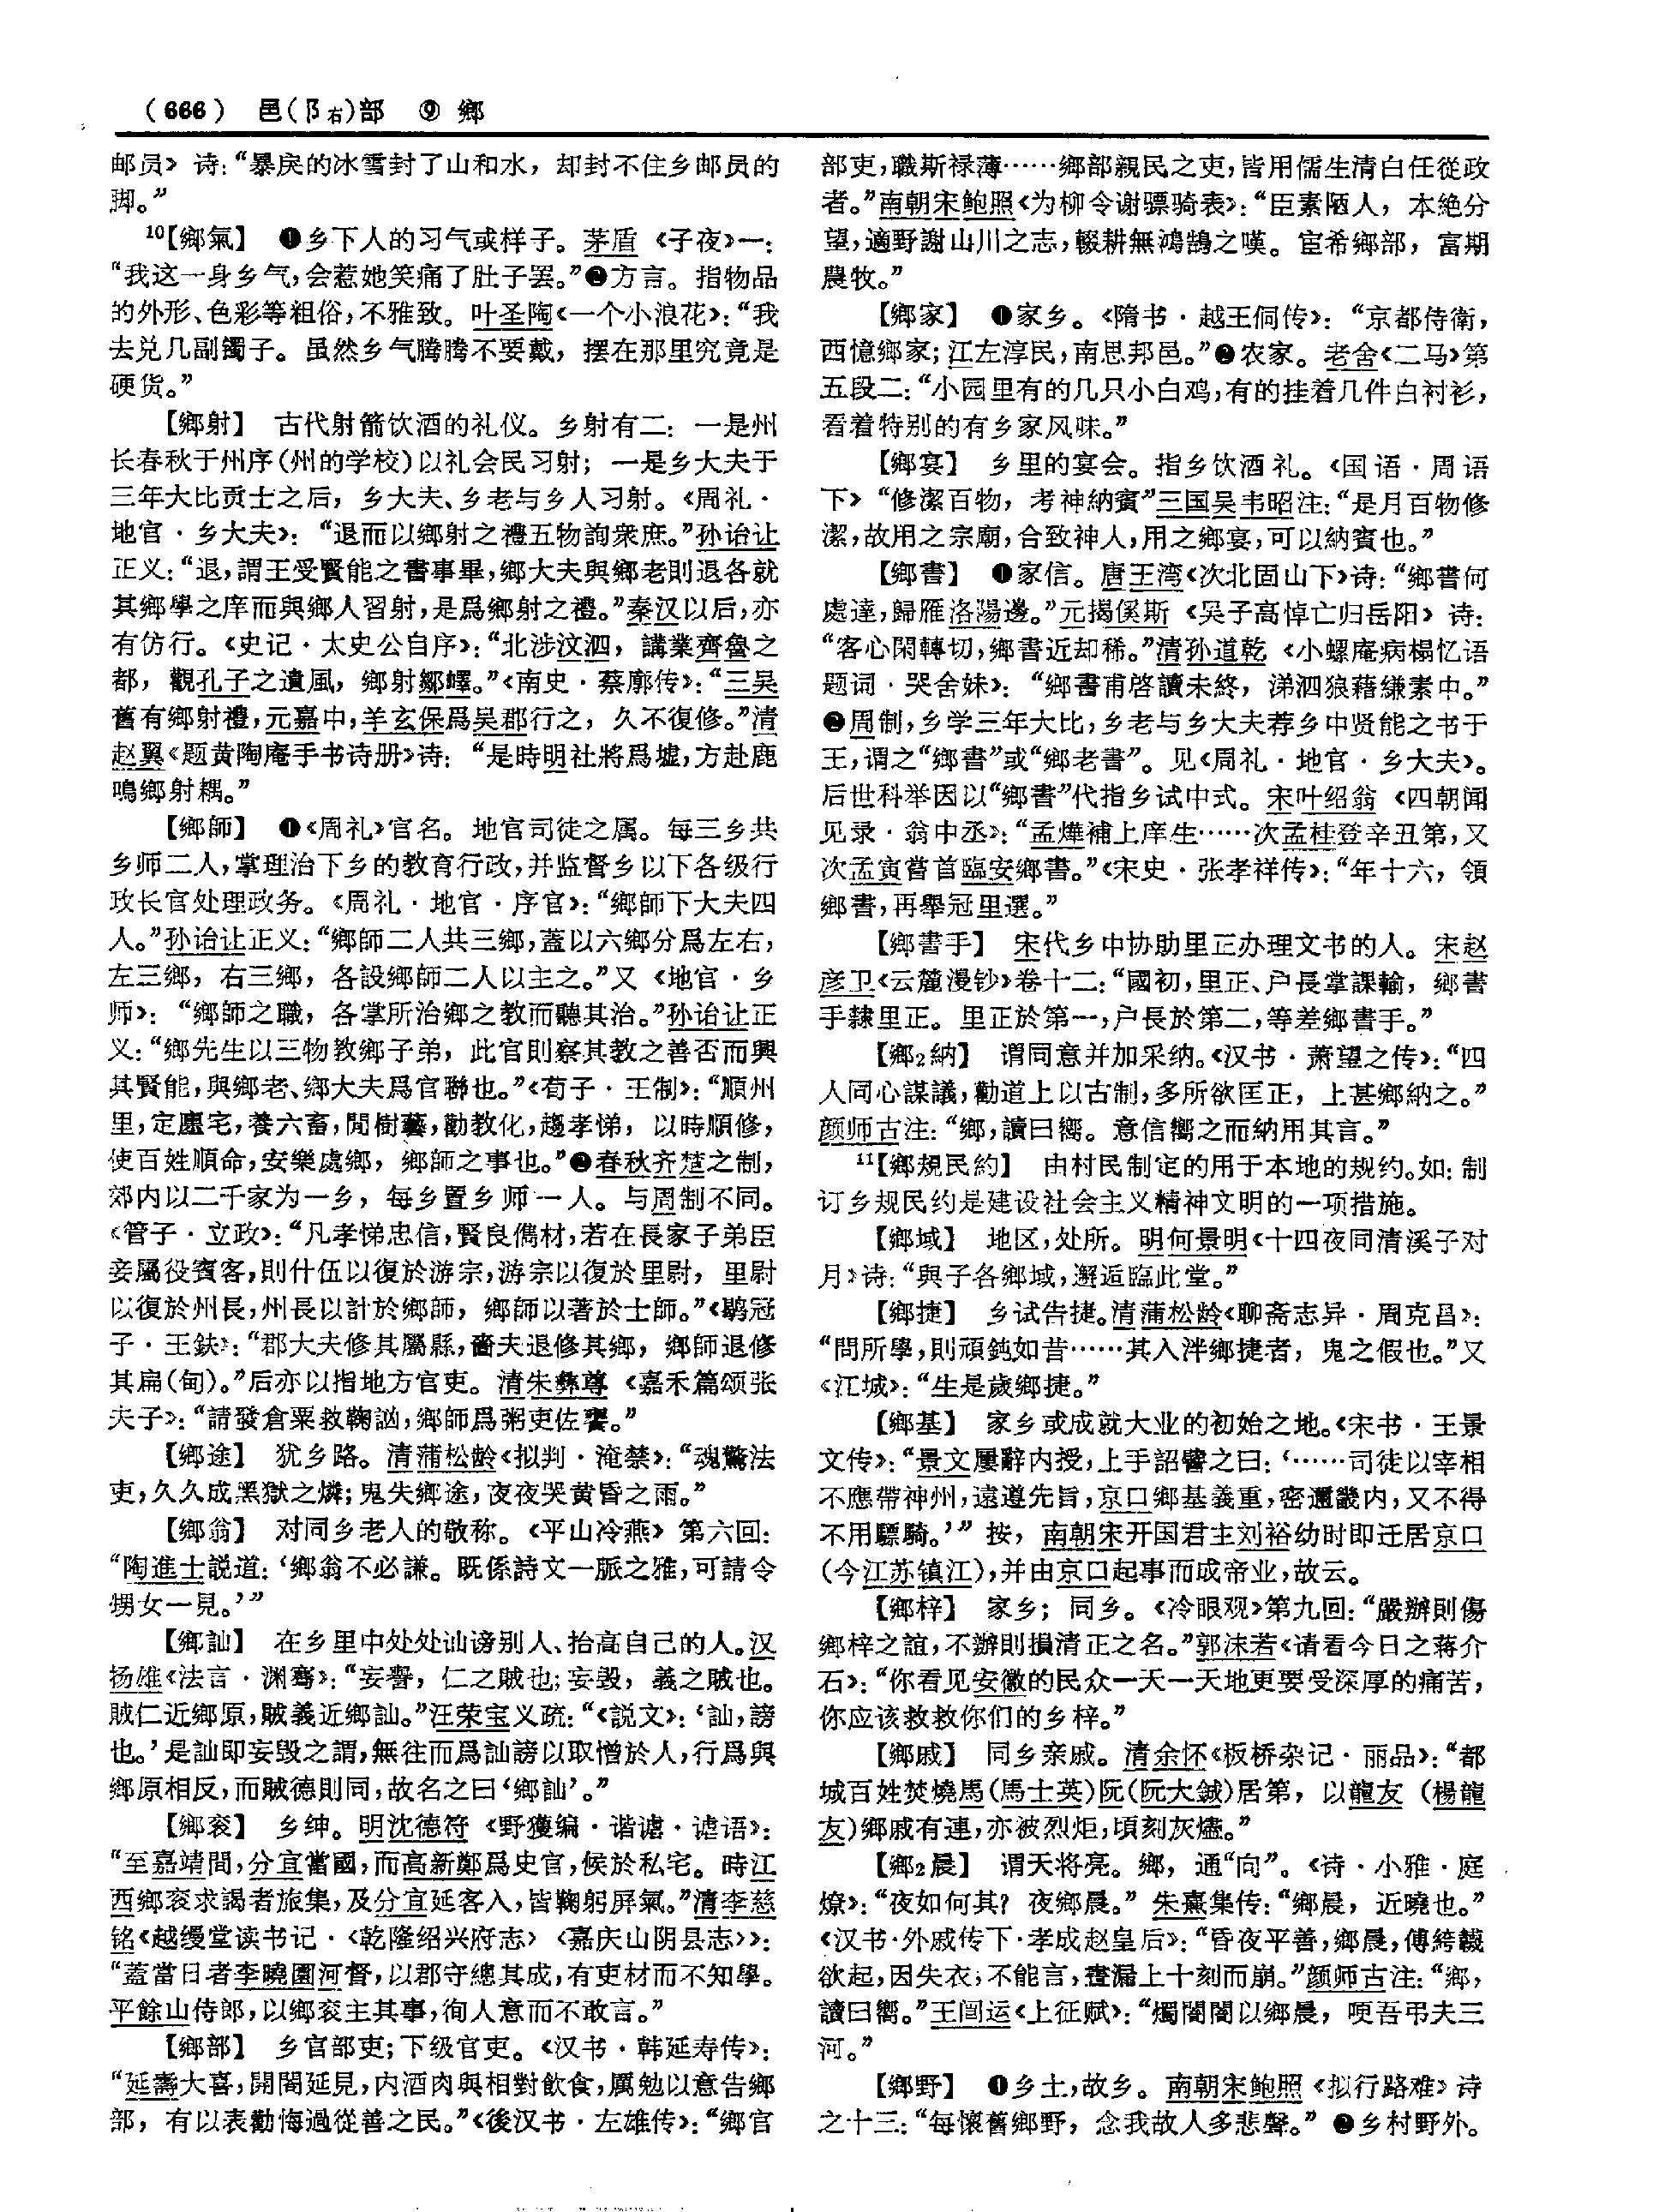 （666） 邑(阝右)部 ⑨ 鄉
邮员》诗：“暴戾的冰雪封了山和水，却封不住乡邮员的
脚。”
10【鄉氣】 ❶乡下人的习气或样子。茅盾《子夜》一：
“我这一身乡气，会惹她笑痛了肚子罢。”❷方言。指物品
的外形、色彩等粗俗，不雅致。叶圣陶《一个小浪花》：“我
去兑几副镯子。虽然乡气腾腾不要戴，摆在那里究竟是
硬货。”
【鄉射】 古代射箭饮酒的礼仪。乡射有二：一是州
长春秋于州序(州的学校)以礼会民习射；一是乡大夫于
三年大比贡士之后，乡大夫、乡老与乡人习射。《周礼·
地官·乡大夫》：“退而以鄉射之禮五物詢衆庶。”孙诒让
正义：“退，謂王受賢能之書事畢，鄉大夫與鄉老則退各就
其鄉學之庠而與鄉人習射，是爲鄉射之禮。”秦汉以后，亦
有仿行。《史记·太史公自序》：“北涉汶泗，講業齊魯之
都，觀孔子之遺風，鄉射鄒嶧。”《南史·蔡廓传》：“三吴
舊有鄉射禮，元嘉中，羊玄保爲吴郡行之，久不復修。”清
赵翼《题黄陶庵手书诗册》诗：“是時明社將爲墟，方赴鹿
鳴鄉射耦。”
【鄉師】 ❶《周礼》官名。地官司徒之属。每三乡共
乡师二人，掌理治下乡的教育行政，并监督乡以下各级行
政长官处理政务。《周礼·地官·序官》：“鄉師下大夫四
人。”孙诒让正义：“鄉師二人共三鄉，蓋以六鄉分爲左右，
左三鄉，右三鄉，各設鄉師二人以主之。”又《地官·乡
师》：“鄉師之職，各掌所治鄉之教而聽其治。”孙诒让正
义：“鄉先生以三物教鄉子弟，此官則察其教之善否而興
其賢能，與鄉老、鄉大夫爲官聯也。”《荀子·王制》：“順州
里，定廛宅，養六畜，閒樹藝，勸教化，趨孝悌，以時順修，
使百姓順命，安樂處鄉，鄉師之事也。”❷春秋齐楚之制，
郊内以二千家为一乡，每乡置乡师一人。与周制不同。
《管子·立政》：“凡孝悌忠信，賢良儁材，若在長家子弟臣
妾屬役賓客，則什伍以復於游宗，游宗以復於里尉，里尉
以復於州長，州長以計於鄉師，鄉師以著於士師。”《鹖冠
子·王鈇》：“郡大夫修其屬縣，嗇夫退修其鄉，鄉師退修
其扁(甸)。”后亦以指地方官吏。清朱彝尊《嘉禾篇颂张
夫子》：“請發倉粟救鞠訩，鄉師爲粥吏佐饔。”
【鄉途】 犹乡路。清蒲松龄《拟判·淹禁》：“魂驚法
吏，久久成黑獄之燐；鬼失鄉途，夜夜哭黄昏之雨。”
【鄉翁】 对同乡老人的敬称。《平山冷燕》第六回：
“陶進士説道：‘鄉翁不必謙。既係詩文一脈之雅，可請令
甥女一見。’”
【鄉訕】 在乡里中处处讪谤别人、抬高自己的人。汉
扬雄《法言·渊骞》：“妄譽，仁之賊也；妄毁，義之賊也。
賊仁近鄉原，賊義近鄉訕。”汪荣宝义疏：“《説文》：‘訕，謗
也。’是訕即妄毁之謂，無往而爲訕謗以取憎於人，行爲與
鄉原相反，而賊德則同，故名之曰‘鄉訕’。”
【鄉衮】 乡绅。明沈德符《野獲编·谐谑·谑语》：
“至嘉靖間，分宜當國，而高新鄭爲史官，候於私宅。時江
西鄉衮求謁者旅集，及分宜延客入，皆鞠躬屏氣。”清李慈
铭《越缦堂读书记·〈乾隆绍兴府志〉〈嘉庆山阴县志〉》：
“蓋當日者李曉園河督，以郡守總其成，有吏材而不知學。
平餘山侍郎，以鄉衮主其事，徇人意而不敢言。”
【鄉部】 乡官部吏；下级官吏。《汉书·韩延寿传》：
“延壽大喜，開閤延見，内酒肉與相對飲食，厲勉以意告鄉
部，有以表勸悔過從善之民。”《後汉书·左雄传》：“鄉官
部吏，職斯禄薄……鄉部親民之吏，皆用儒生清白任從政
者。”南朝宋鲍照《为柳令谢骠骑表》：“臣素陋人，本絶分
望，適野謝山川之志，輟耕無鴻鵠之嘆。宦希鄉部，富期
農牧。”
【鄉家】 ❶家乡。《隋书·越王侗传》：“京都侍衛，
西憶鄉家；江左淳民，南思邦邑。”❷农家。老舍《二马》第
五段二：“小园里有的几只小白鸡，有的挂着几件白衬衫，
看着特别的有乡家风味。”
【鄉宴】 乡里的宴会。指乡饮酒礼。《国语·周语
下》“修潔百物，考神納賓”三国吴韦昭注：“是月百物修
潔，故用之宗廟，合致神人，用之鄉宴，可以納賓也。”
【鄉書】 ❶家信。唐王湾《次北固山下》诗：“鄉書何
處達，歸雁洛陽邊。”元揭傒斯《吴子高悼亡归岳阳》诗：
“客心閑轉切，鄉書近却稀。”清孙道乾《小螺庵病榻忆语
题词·哭舍妹》：“鄉書甫啓讀未終，涕泗狼藉縑素中。”
❷周制，乡学三年大比，乡老与乡大夫荐乡中贤能之书于
王，谓之“鄉書”或“鄉老書”。见《周礼·地官·乡大夫》。
后世科举因以“鄉書”代指乡试中式。宋叶绍翁《四朝闻
见录·翁中丞》：“孟燁補上庠生……次孟桂登辛丑第，又
次孟寅嘗首臨安鄉書。”《宋史·张孝祥传》：“年十六，領
鄉書，再舉冠里選。”
【鄉書手】 宋代乡中协助里正办理文书的人。宋赵
彦卫《云麓漫钞》卷十二：“國初，里正、户長掌課輸，鄉書
手隸里正。里正於第一，户長於第二，等差鄉書手。”
【鄉2納】 谓同意并加采纳。《汉书·萧望之传》：“四
人同心謀議，勸道上以古制，多所欲匡正，上甚鄉納之。”
颜师古注：“鄉，讀曰嚮。意信嚮之而納用其言。”
11【鄉規民約】 由村民制定的用于本地的规约。如：制
订乡规民约是建设社会主义精神文明的一项措施。
【鄉域】 地区，处所。明何景明《十四夜同清溪子对
月》诗：“與子各鄉域，邂逅臨此堂。”
【鄉捷】 乡试告捷。清蒲松龄《聊斋志异·周克昌》：
“問所學，則頑鈍如昔……其入泮鄉捷者，鬼之假也。”又
《江城》：“生是歲鄉捷。”
【鄉基】 家乡或成就大业的初始之地。《宋书·王景
文传》：“景文屢辭内授，上手詔譬之曰：‘……司徒以宰相
不應帶神州，遠遵先旨，京口鄉基義重，密邇畿内，又不得
不用驃騎。’” 按，南朝宋开国君主刘裕幼时即迁居京口
(今江苏镇江)，并由京口起事而成帝业，故云。
【鄉梓】 家乡；同乡。《冷眼观》第九回：“嚴辦則傷
鄉梓之誼，不辦則損清正之名。”郭沫若《请看今日之蒋介
石》：“你看见安徽的民众一天一天地更要受深厚的痛苦，
你应该救救你们的乡梓。”
【鄉戚】 同乡亲戚。清余怀《板桥杂记·丽品》：“都
城百姓焚燒馬(馬士英)阮(阮大鋮)居第，以龍友（楊龍
友)鄉戚有連，亦被烈炬，頃刻灰燼。”
【鄉2晨】 谓天将亮。鄉，通“向”。《诗·小雅·庭
燎》：“夜如何其？夜鄉晨。” 朱熹集传：“鄉晨，近曉也。”
《汉书·外戚传下·孝成赵皇后》：“昏夜平善，鄉晨，傅絝韤
欲起，因失衣，不能言，晝漏上十刻而崩。”颜师古注：“鄉，
讀曰嚮。”王闿运《上征赋》：“燭闇闇以鄉晨，哽吾弔夫三
河。”
【鄉野】 ❶乡土，故乡。南朝宋鲍照《拟行路难》诗
之十三：“每懷舊鄉野，念我故人多悲聲。” ❷乡村野外。